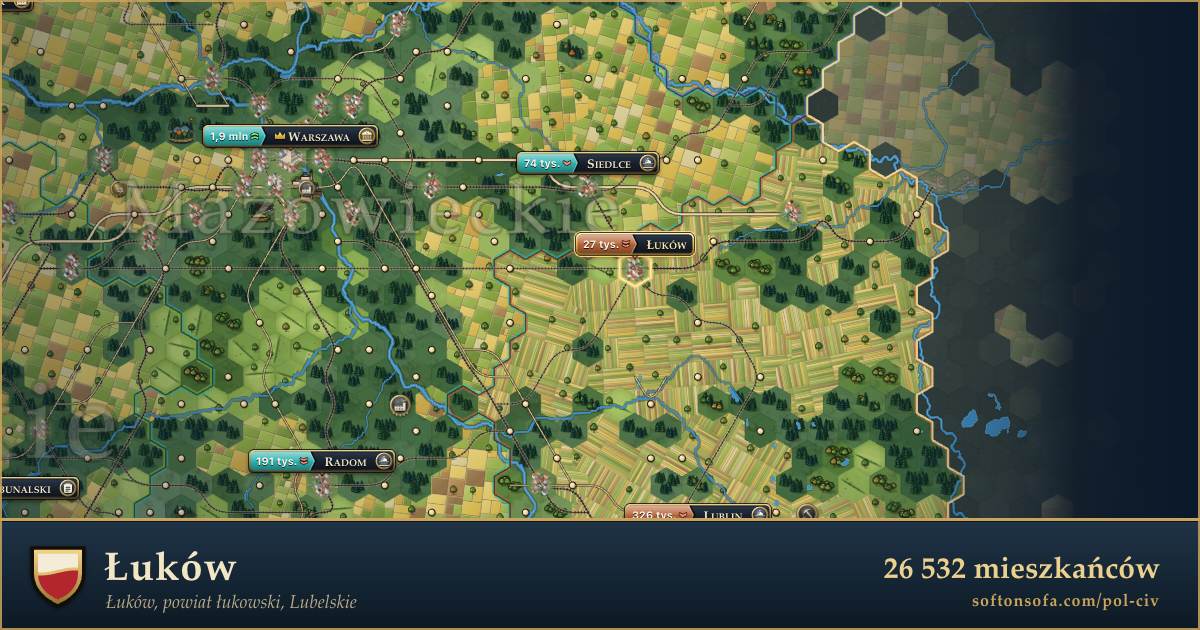 1,9 mln WARSZAWA
74 tys. SIEDLCE
Mazowieckie
27 tys. ŁUKÓW
ie
191 tys. RADOM
BUNALSKI
326 tys. LUBLIN
Łuków
Łuków, powiat łukowski, Lubelskie
26 532 mieszkańców
softonsofa.com/pol-civ